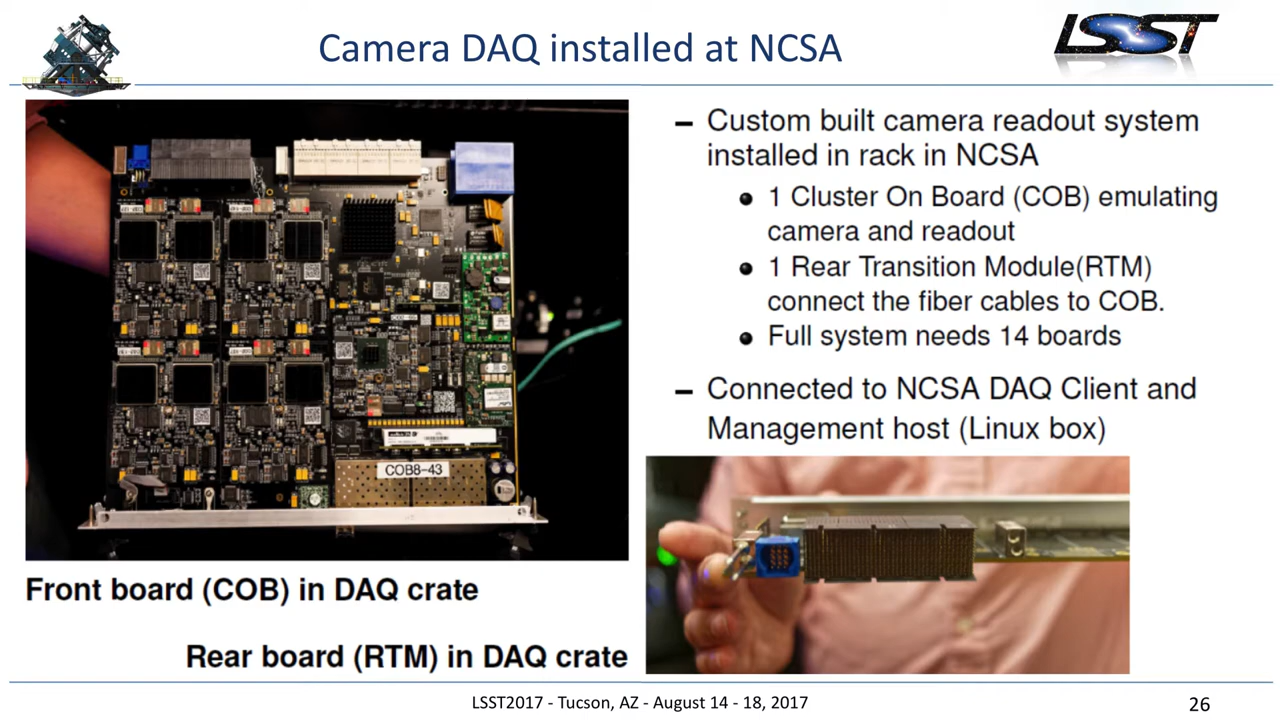 Camera DAQ installed at NCSA
LSST
– Custom built camera readout system
installed in rack in NCSA
• 1 Cluster On Board (COB) emulating
camera and readout
• 1 Rear Transition Module(RTM)
connect the fiber cables to COB.
• Full system needs 14 boards
– Connected to NCSA DAQ Client and
Management host (Linux box)
COB8-43
Front board (COB) in DAQ crate
Rear board (RTM) in DAQ crate
LSST2017 - Tucson, AZ - August 14 - 18, 2017
26